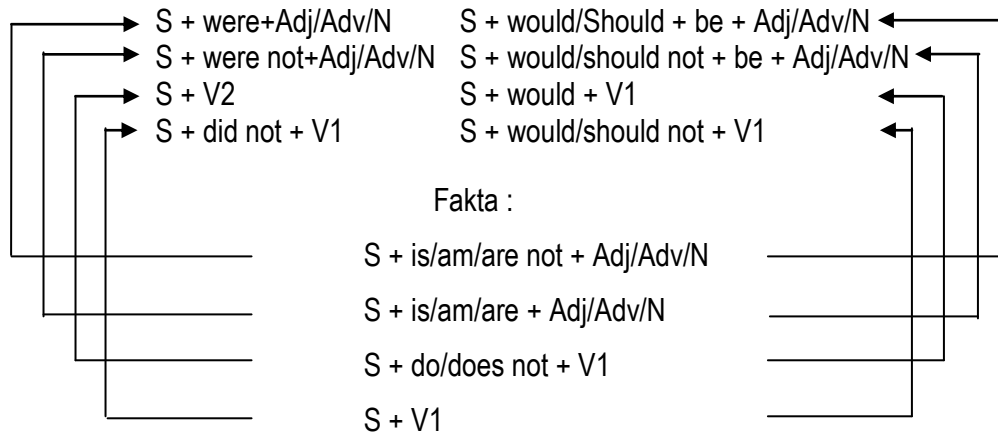 S + were+Adj/Adv/N S + would/Should + be + Adj/Adv/N
S + were not+Adj/Adv/N S + would/should not + be + Adj/Adv/N
S + V2 S + would + V1
S + did not + V1 S + would/should not + V1
Fakta :
S + is/am/are not + Adj/Adv/N
S + is/am/are + Adj/Adv/N
S + do/does not + V1
S + V1